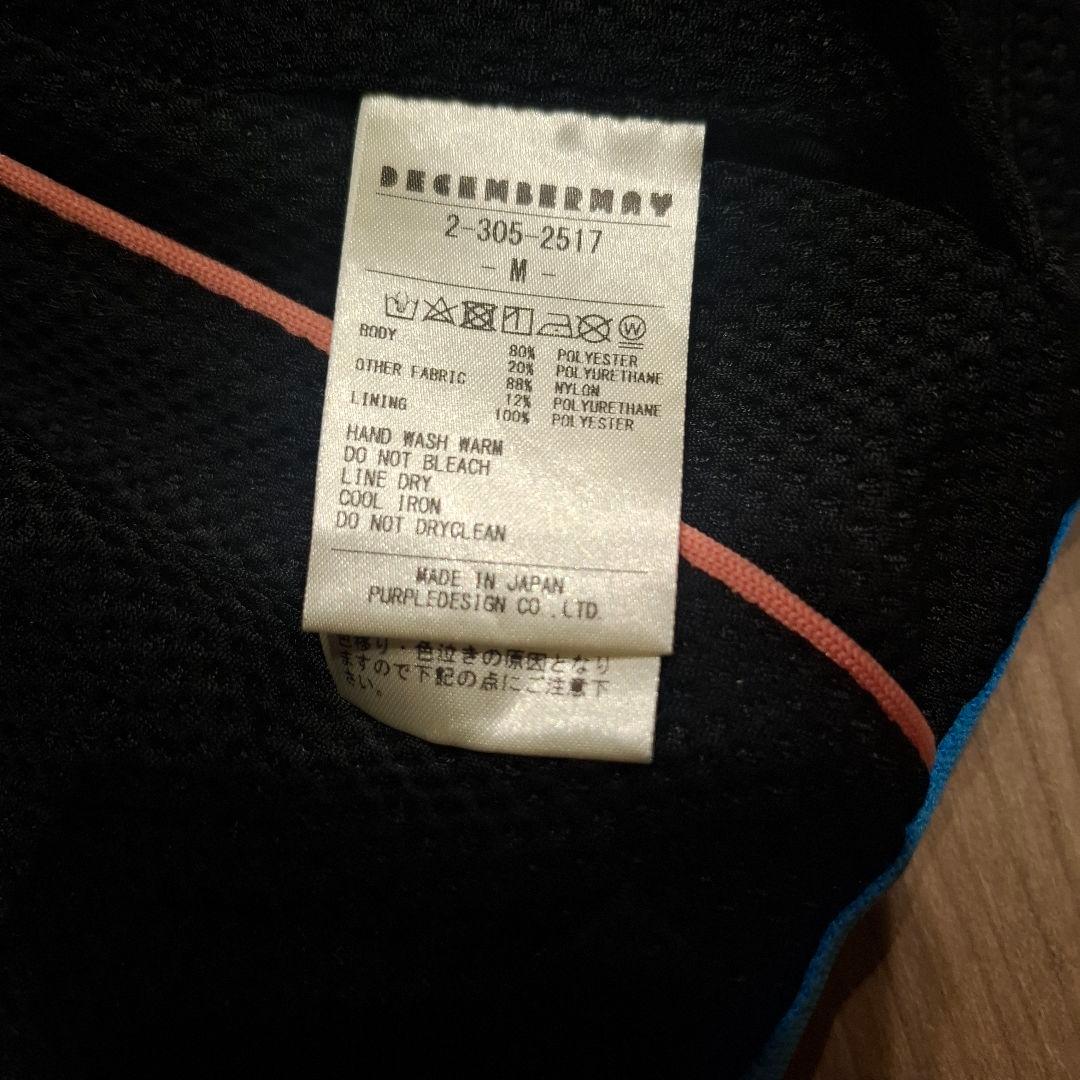 DECEMBERMAY
2-305-2517
- M -
W
BODY 80% POLYESTER
20% POLYURETHANE
OTHER FABRIC 88% NYLON
12% POLYURETHANE
LINING 100% POLYESTER
HAND WASH WARM
DO NOT BLEACH
LINE DRY
COOL IRON
DO NOT DRYCLEAN
MADE IN JAPAN
PURPLEDESIGN CO.,LTD.
移り・色泣きの原因となり
ますので下記の点にご注意下
さい。